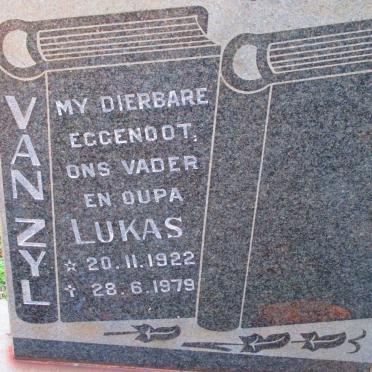 VAN ZYL
MY DIERBARE
EGGENOOT,
ONS VADER
EN OUPA
LUKAS
☆ 20.11.1922
✝ 28.6.1979